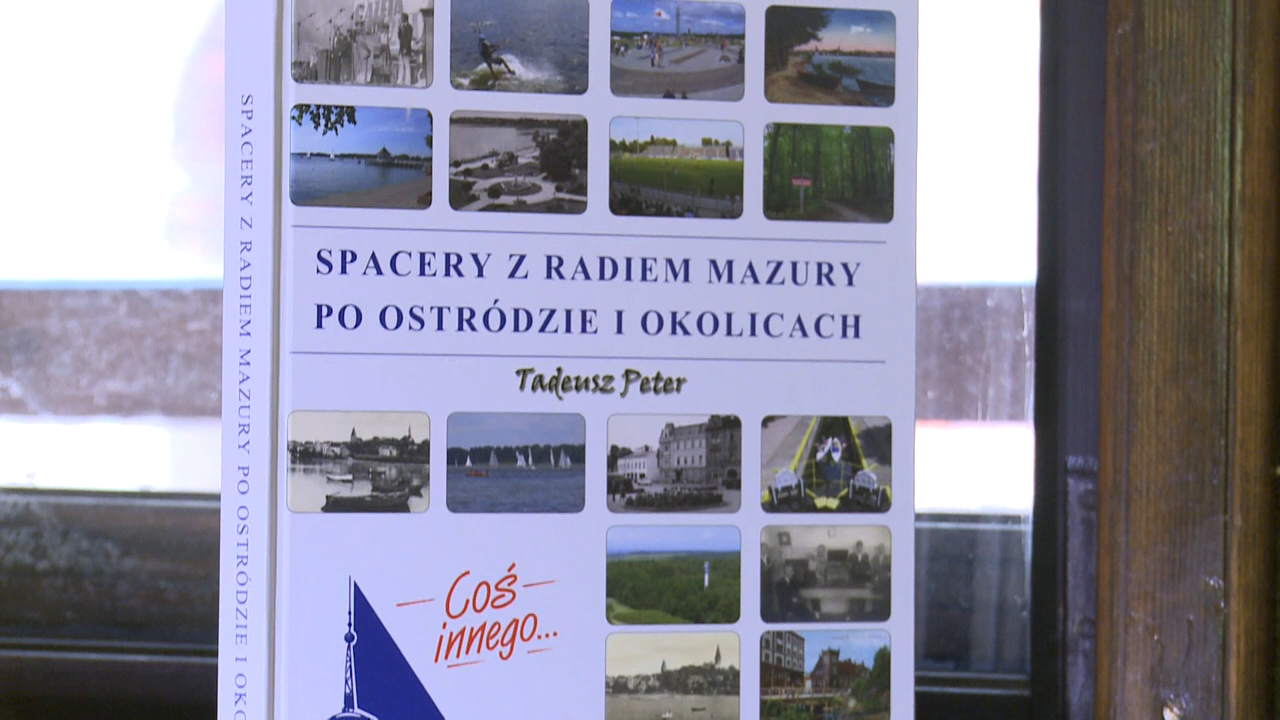 SPACERY Z RADIEM MAZURY PO OSTRÓDZIE I OKO
SPACERY Z RADIEM MAZURY
PO OSTRÓDZIE I OKOLICACH
Tadeusz Peter
Coś
innego...